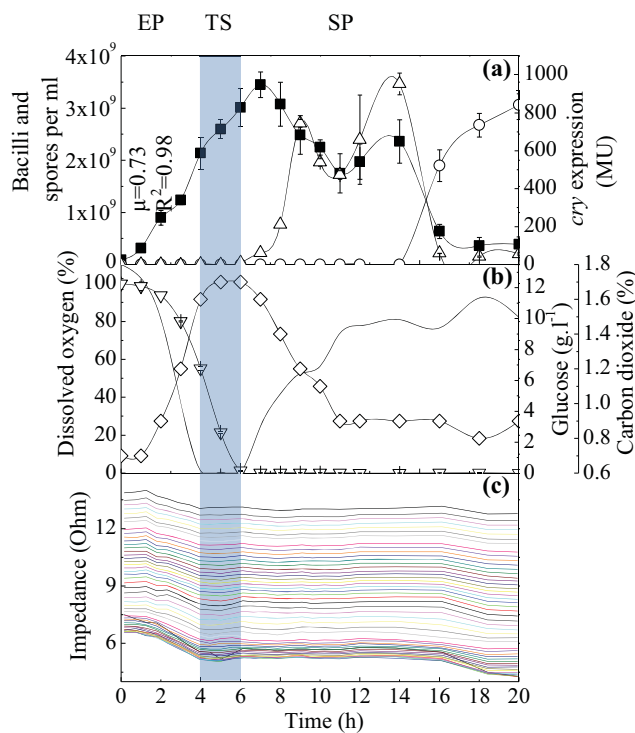 EP TS SP
(a)
Bacilli and
spores per ml
4x10⁹
3x10⁹
2x10⁹
1x10⁹
0
μ=0.73
R²=0.98
1000
800
600
400
200
0
cry expression
(MU)
(b)
Dissolved oxygen (%)
100
80
60
40
20
0
12
10
8
6
4
2
0
Glucose (g.l⁻¹)
1.8
1.6
1.4
1.2
1.0
0.8
0.6
Carbon dioxide (%)
(c)
Impedance (Ohm)
12
9
6
0 2 4 6 8 10 12 14 16 18 20
Time (h)